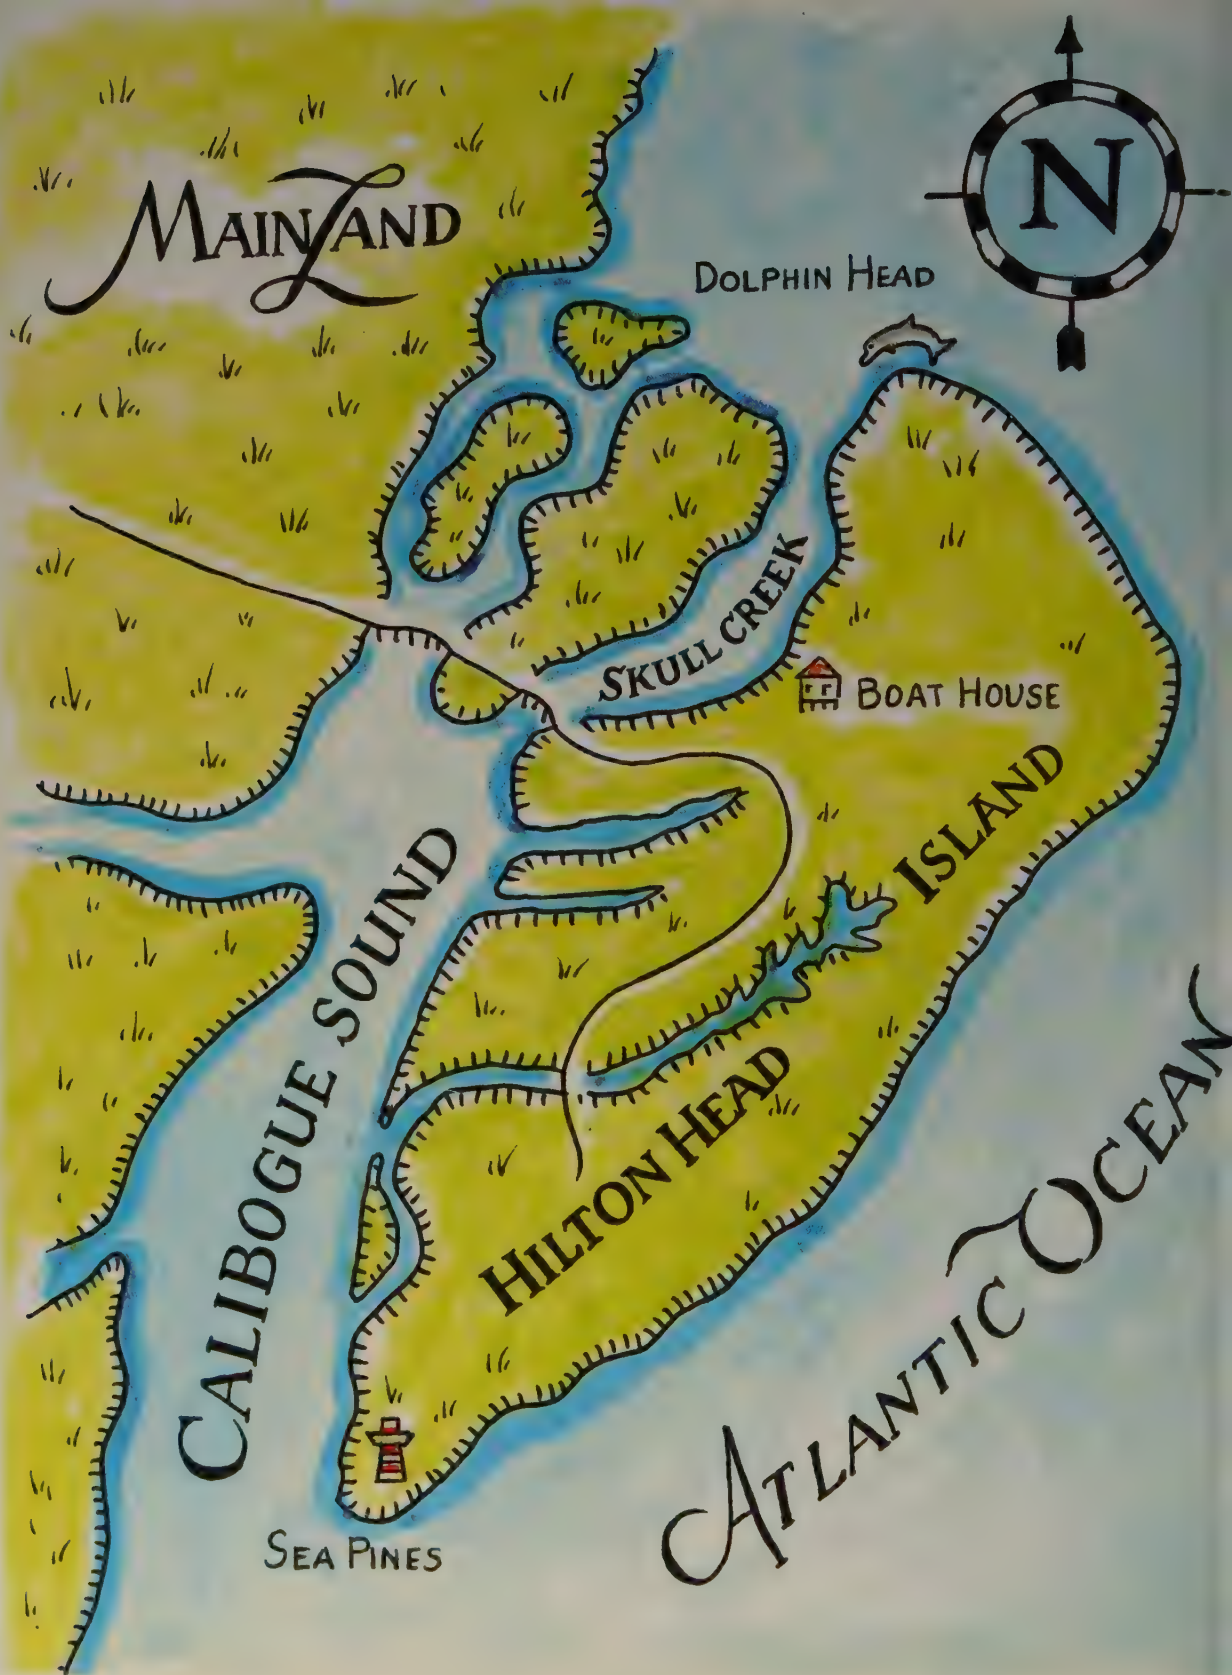 N
MAINLAND
DOLPHIN HEAD
SKULL CREEK
BOAT HOUSE
HILTON HEAD ISLAND
CALIBOGUE SOUND
ATLANTIC OCEAN
SEA PINES